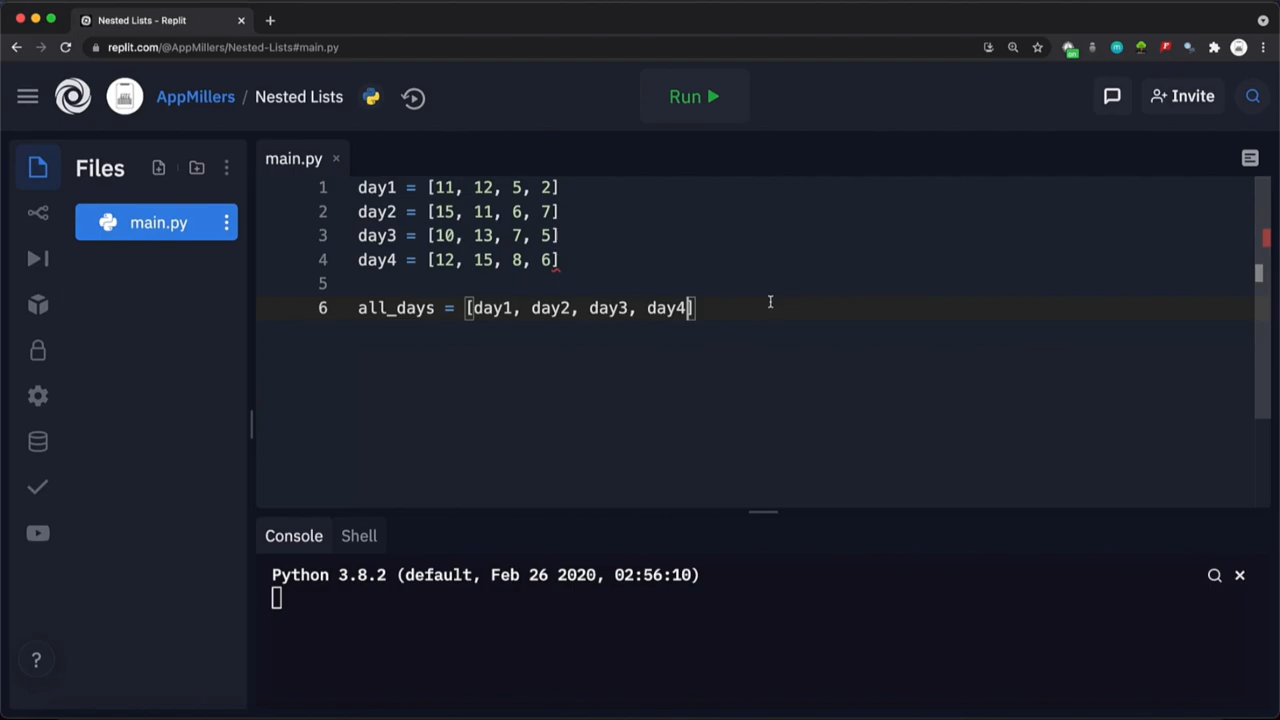 Nested Lists - Replit
replit.com/@AppMillers/Nested-Lists#main.py
on
AppMillers / Nested Lists
Run
Invite
Files
main.py
main.py
1 day1 = [11, 12, 5, 2]
2 day2 = [15, 11, 6, 7]
3 day3 = [10, 13, 7, 5]
4 day4 = [12, 15, 8, 6]
5
6 all_days = [day1, day2, day3, day4]
Console Shell
Python 3.8.2 (default, Feb 26 2020, 02:56:10)
?